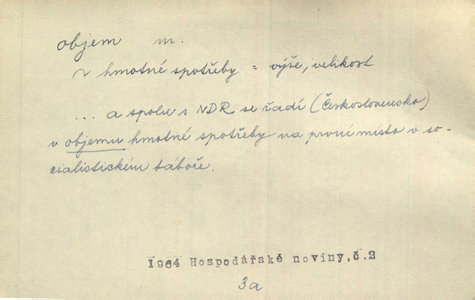 objem m.
v hmotné spotřeby = výše, velikost
... a spolu s NDR se řadí (Československo)
v objemu hmotné spotřeby na první místo v so-
cialistickém táboře.
1964 Hospodářské noviny, č.2
3a